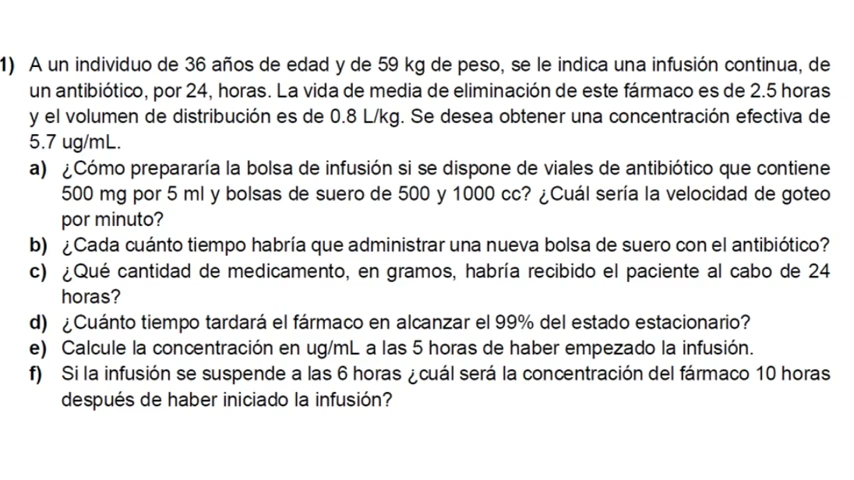 1) A un individuo de 36 años de edad y de 59 kg de peso, se le indica una infusión continua, de
un antibiótico, por 24, horas. La vida de media de eliminación de este fármaco es de 2.5 horas
y el volumen de distribución es de 0.8 L/kg. Se desea obtener una concentración efectiva de
5.7 ug/mL.
a) ¿Cómo prepararía la bolsa de infusión si se dispone de viales de antibiótico que contiene
500 mg por 5 ml y bolsas de suero de 500 y 1000 cc? ¿Cuál sería la velocidad de goteo
por minuto?
b) ¿Cada cuánto tiempo habría que administrar una nueva bolsa de suero con el antibiótico?
c) ¿Qué cantidad de medicamento, en gramos, habría recibido el paciente al cabo de 24
horas?
d) ¿Cuánto tiempo tardará el fármaco en alcanzar el 99% del estado estacionario?
e) Calcule la concentración en ug/mL a las 5 horas de haber empezado la infusión.
f) Si la infusión se suspende a las 6 horas ¿cuál será la concentración del fármaco 10 horas
después de haber iniciado la infusión?